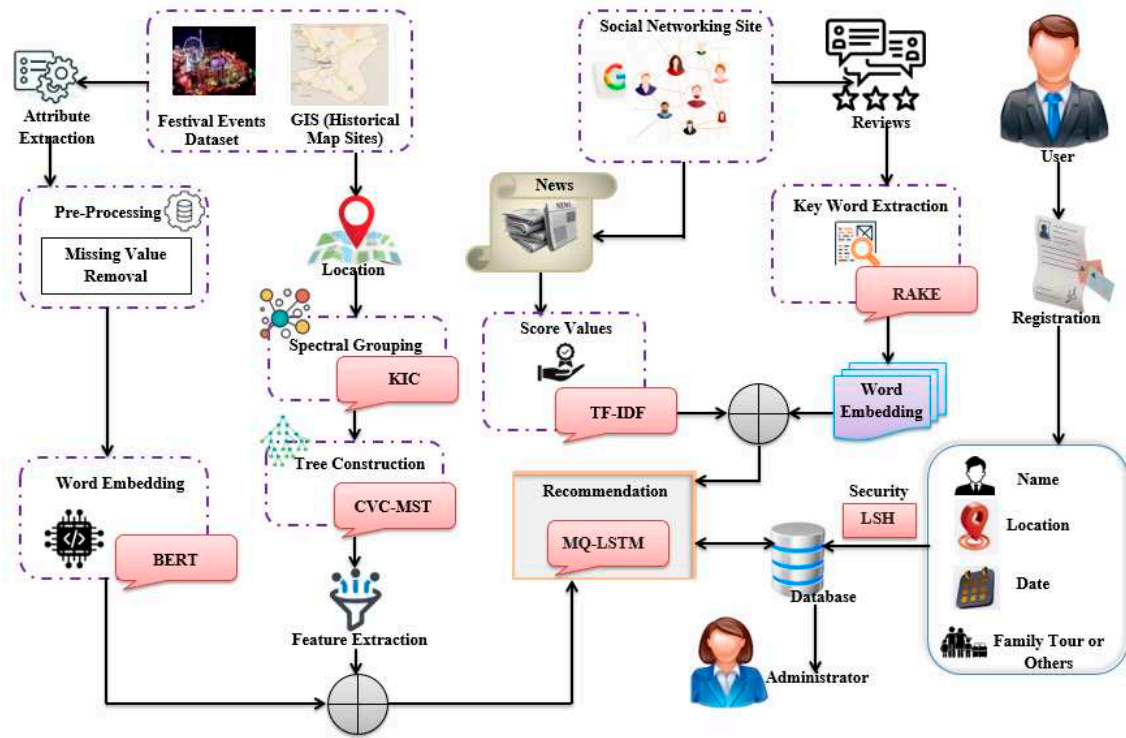 Social Networking Site
G
Attribute
Extraction
Festival Events
Dataset
GIS (Historical
Map Sites)
Reviews
User
Pre-Processing
Missing Value
Removal
Location
News
NEWS
Key Word Extraction
RAKE
Registration
Spectral Grouping
KIC
Score Values
TF-IDF
Word
Embedding
Word Embedding
BERT
Tree Construction
CVC-MST
Feature Extraction
Recommendation
MQ-LSTM
Security
LSH
Database
Administrator
Name
Location
Date
Family Tour or
Others